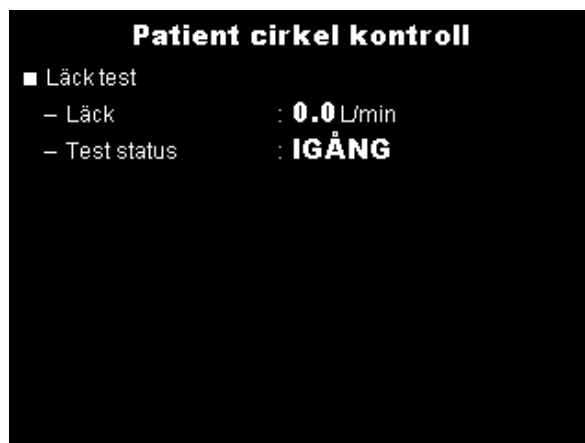 Patient cirkel kontroll
■ Läck test
– Läck : 0.0 L/min
– Test status : IGÅNG